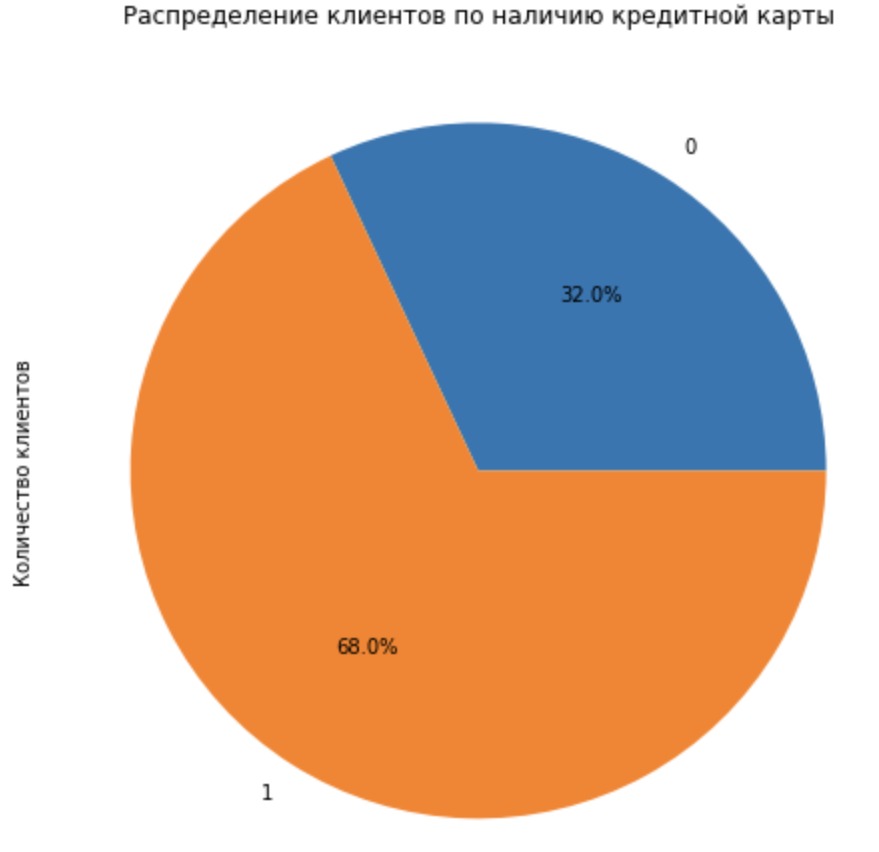 Распределение клиентов по наличию кредитной карты
0
32.0%
Количество клиентов
68.0%
1